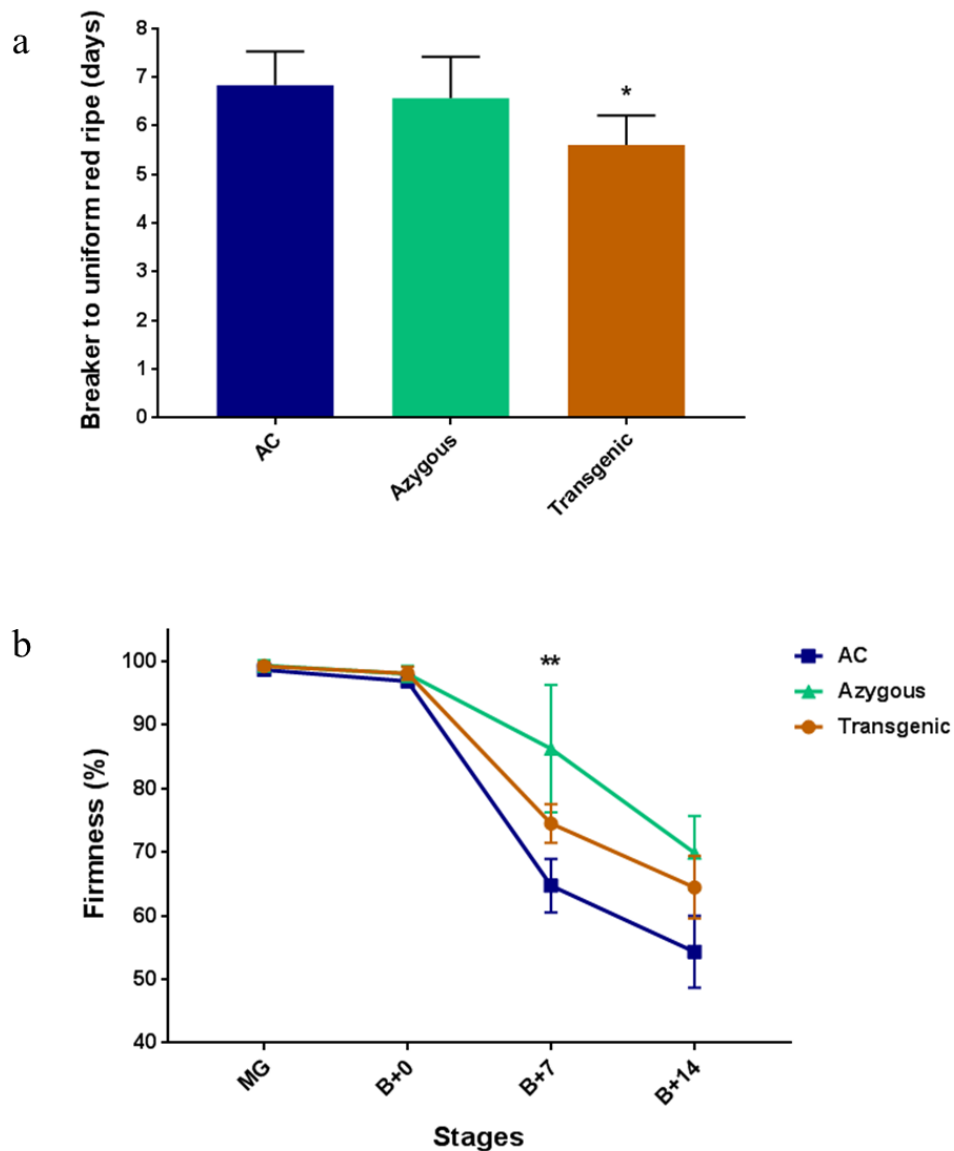 a
Breaker to uniform red ripe (days)
8
7
6
5
4
3
2
1
0
*
AC
Azygous
Transgenic
b
Firmness (%)
100
90
80
70
60
50
40
**
AC
Azygous
Transgenic
MG
B+0
B+7
B+14
Stages